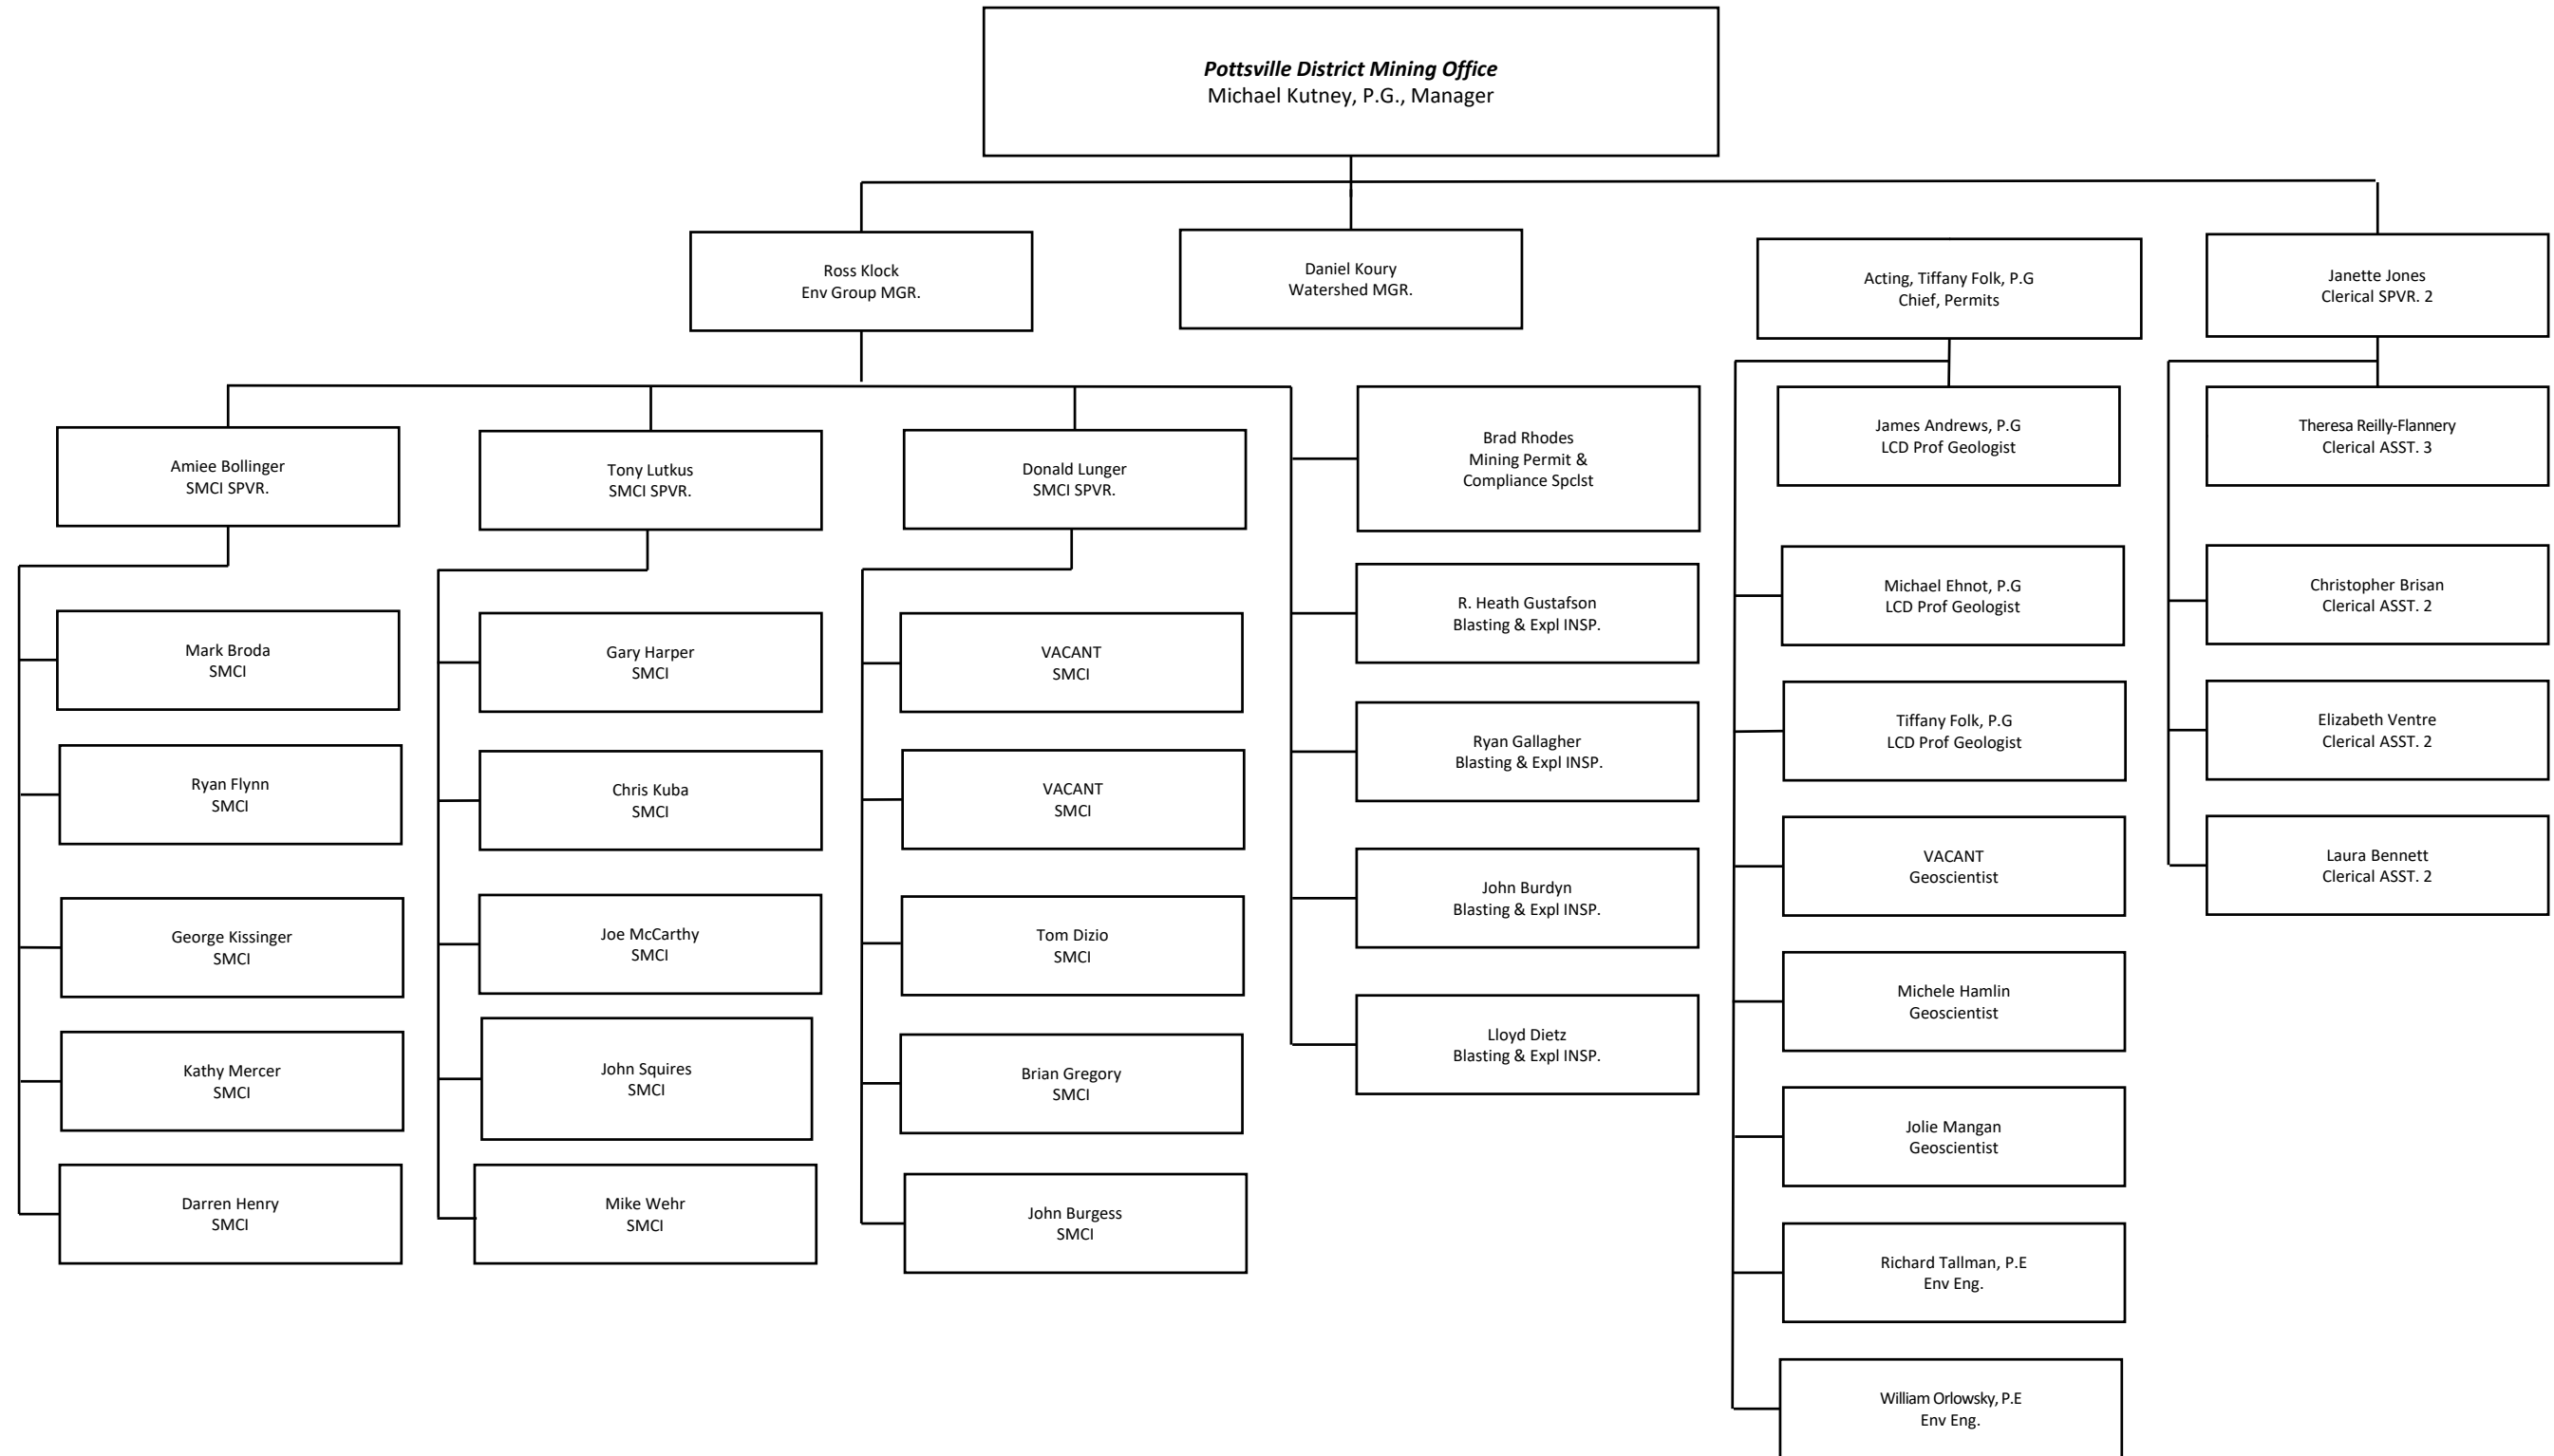 Pottsville District Mining Office
Michael Kutney, P.G., Manager
Ross Klock
Env Group MGR.
Daniel Koury
Watershed MGR.
Acting, Tiffany Folk, P.G
Chief, Permits
Janette Jones
Clerical SPVR. 2
Amiee Bollinger
SMCI SPVR.
Mark Broda
SMCI
Ryan Flynn
SMCI
George Kissinger
SMCI
Kathy Mercer
SMCI
Darren Henry
SMCI
Tony Lutkus
SMCI SPVR.
Gary Harper
SMCI
Chris Kuba
SMCI
Joe McCarthy
SMCI
John Squires
SMCI
Mike Wehr
SMCI
Donald Lunger
SMCI SPVR.
VACANT
SMCI
VACANT
SMCI
Tom Dizio
SMCI
Brian Gregory
SMCI
John Burgess
SMCI
Brad Rhodes
Mining Permit &
Compliance Spclst
R. Heath Gustafson
Blasting & Expl INSP.
Ryan Gallagher
Blasting & Expl INSP.
John Burdyn
Blasting & Expl INSP.
Lloyd Dietz
Blasting & Expl INSP.
James Andrews, P.G
LCD Prof Geologist
Michael Ehnot, P.G
LCD Prof Geologist
Tiffany Folk, P.G
LCD Prof Geologist
VACANT
Geoscientist
Michele Hamlin
Geoscientist
Jolie Mangan
Geoscientist
Richard Tallman, P.E
Env Eng.
William Orlowsky, P.E
Env Eng.
Theresa Reilly-Flannery
Clerical ASST. 3
Christopher Brisan
Clerical ASST. 2
Elizabeth Ventre
Clerical ASST. 2
Laura Bennett
Clerical ASST. 2